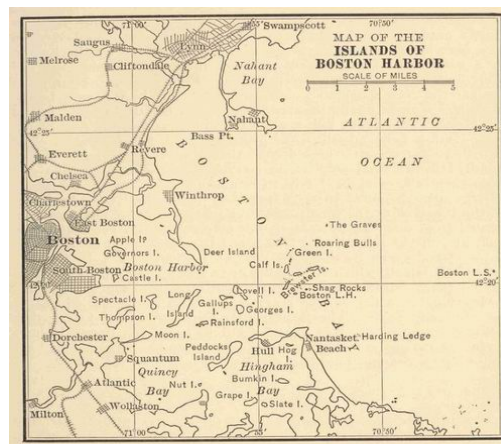 71°00'
55'
70°50'
Swampscott
MAP OF THE
ISLANDS OF
BOSTON HARBOR
SCALE OF MILES
0 1 2 3 4 5
Saugus
Lynn
Melrose
Cliftondale
Nahant
Bay
Malden
Nahant
ATLANTIC
42°25'
42°25'
Bass Pt.
OCEAN
Everett
Revere
Chelsea
BOSTON BAY
Charlestown
Winthrop
East Boston
The Graves
Boston
Apple I?
Roaring Bulls
Governors I.
Deer Island
Green I.
South Boston
Boston Harbor
Calf Is.
Boston L.S.
Castle I.
Brewster Is.
42°20'
Shag Rocks
Spectacle I.
Long
Island
Lovell I.
Boston L.H.
Gallups
I.
Georges I.
Thompson I.
Rainsford I.
Dorchester
Moon I.
Nantasket
Beach
Harding Ledge
Peddocks
Island
Hull
Hog
I.
Squantum
Quincy
Bay
Hingham
Bay
Atlantic
Nut I.
Bumkin I.
Grape I.
Slate I.
Milton
Wollaston
71°00'
55'